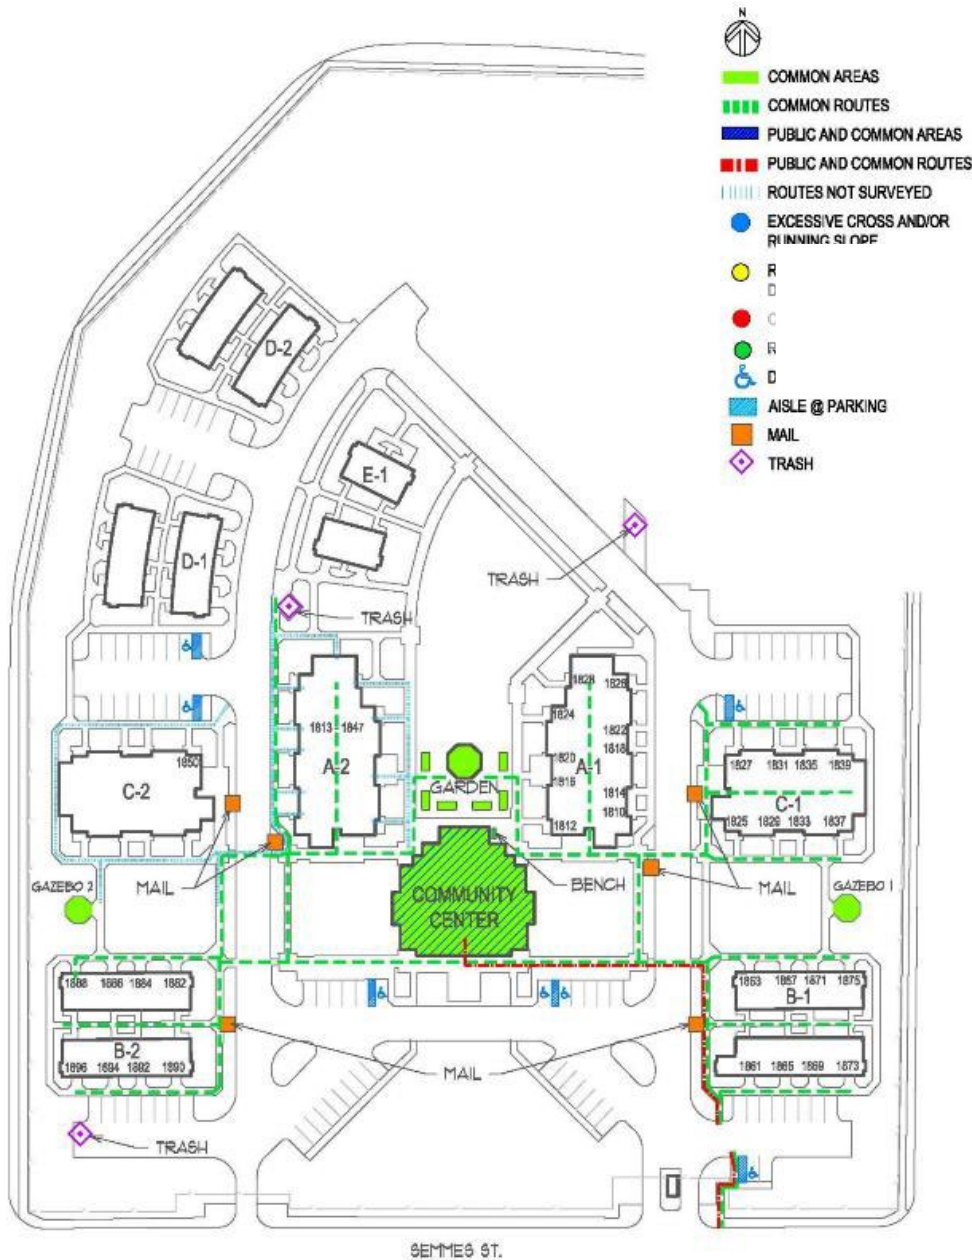 N
COMMON AREAS
COMMON ROUTES
PUBLIC AND COMMON AREAS
PUBLIC AND COMMON ROUTES
ROUTES NOT SURVEYED
EXCESSIVE CROSS AND/OR
RUNNING SLOPE
R
D
C
R
D
AISLE @ PARKING
MAIL
TRASH
D-2
E-1
D-1
TRASH
TRASH
1828
1826
1824
1813 1847
1822
1818
1850
A-2
1820
A-1
1816
1814
1810
1812
GARDEN
1827 1831 1835 1839
C-2
C-1
1825 1829 1833 1837
MAIL
BENCH
MAIL
GAZEBO 2
COMMUNITY
CENTER
GAZEBO 1
1888 1886 1884 1882
1863 1857 1871 1875
B-1
B-2
1896 1894 1892 1890
MAIL
1861 1865 1869 1873
TRASH
SEMMES ST.